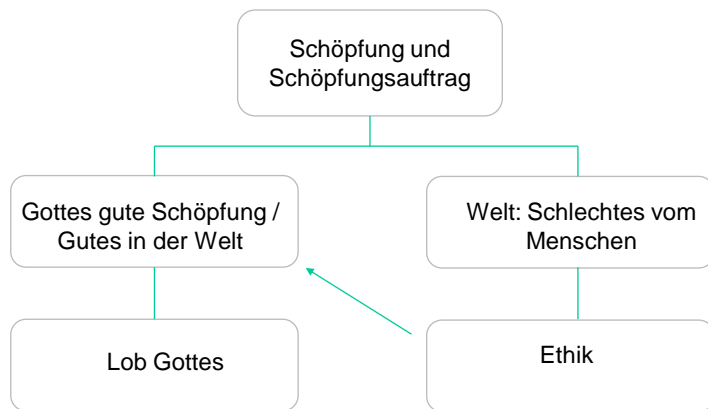 Schöpfung und
Schöpfungsauftrag
Gottes gute Schöpfung /
Gutes in der Welt
Welt: Schlechtes vom
Menschen
Lob Gottes
Ethik